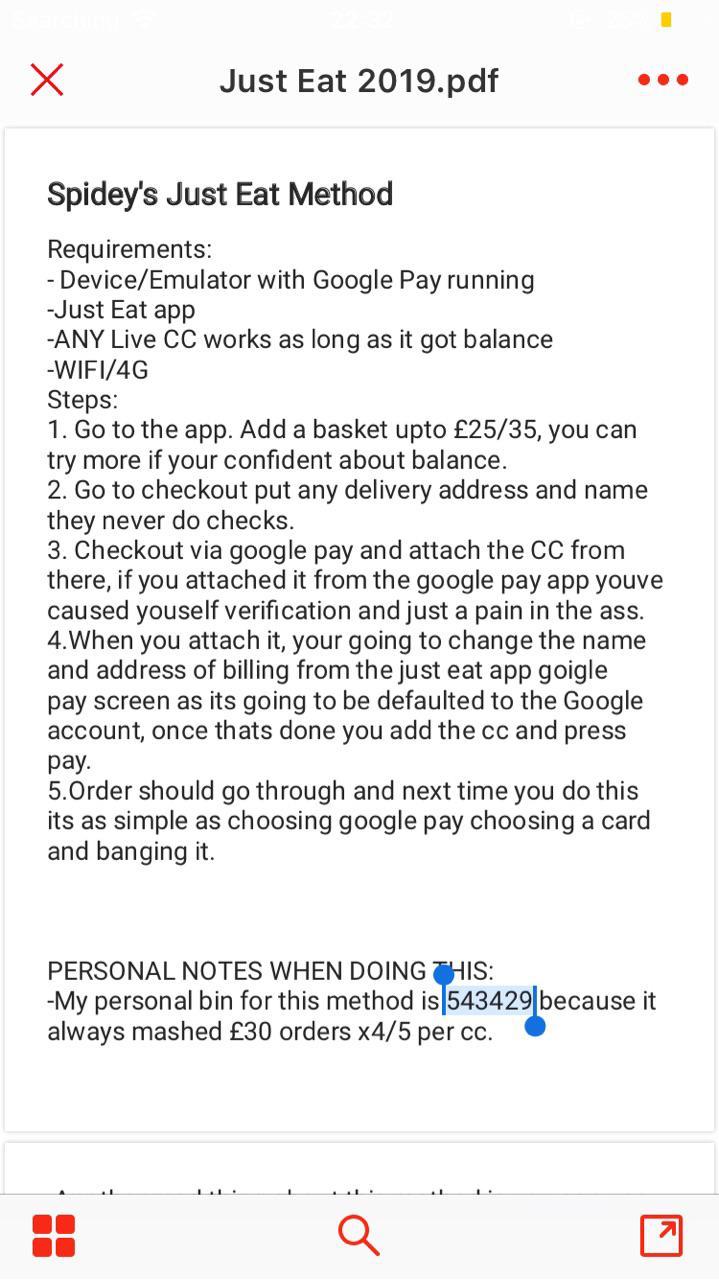 Searching
22:32
Just Eat 2019.pdf
Spidey's Just Eat Method
Requirements:
- Device/Emulator with Google Pay running
-Just Eat app
-ANY Live CC works as long as it got balance
-WIFI/4G
Steps:
1. Go to the app. Add a basket upto £25/35, you can
try more if your confident about balance.
2. Go to checkout put any delivery address and name
they never do checks.
3. Checkout via google pay and attach the CC from
there, if you attached it from the google pay app youve
caused youself verification and just a pain in the ass.
4.When you attach it, your going to change the name
and address of billing from the just eat app goigle
pay screen as its going to be defaulted to the Google
account, once thats done you add the cc and press
pay.
5.Order should go through and next time you do this
its as simple as choosing google pay choosing a card
and banging it.
PERSONAL NOTES WHEN DOING THIS:
-My personal bin for this method is 543429 because it
always mashed £30 orders x4/5 per cc.